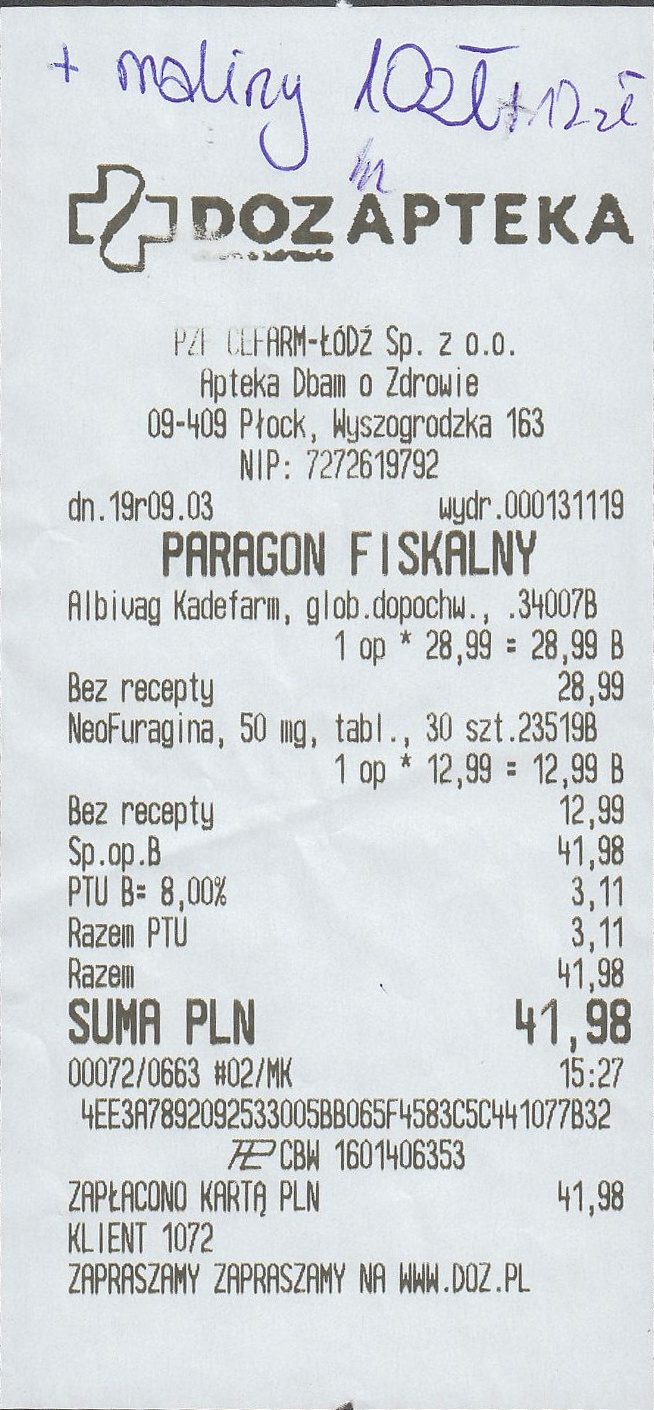 + maliny 10zł + 12 zł
DOZ APTEKA
PZF CEFARM-ŁÓDŹ Sp. z o.o.
Apteka Dbam o Zdrowie
09-409 Płock, Wyszogrodzka 163
NIP: 7272619792
dn.19r09.03 wydr.000131119
PARAGON FISKALNY
Albivag Kadefarm, glob.dopochw., .34007B
1 op * 28,99 = 28,99 B
Bez recepty 28,99
NeoFuragina, 50 mg, tabl., 30 szt.23519B
1 op * 12,99 = 12,99 B
Bez recepty 12,99
Sp.op.B 41,98
PTU B= 8,00% 3,11
Razem PTU 3,11
Razem 41,98
SUMA PLN 41,98
00072/0663 #02/MK 15:27
4EE3A7892092533005BB065F4583C5C441077B32
CBW 1601406353
ZAPŁACONO KARTĄ PLN 41,98
KLIENT 1072
ZAPRASZAMY ZAPRASZAMY NA WWW.DOZ.PL